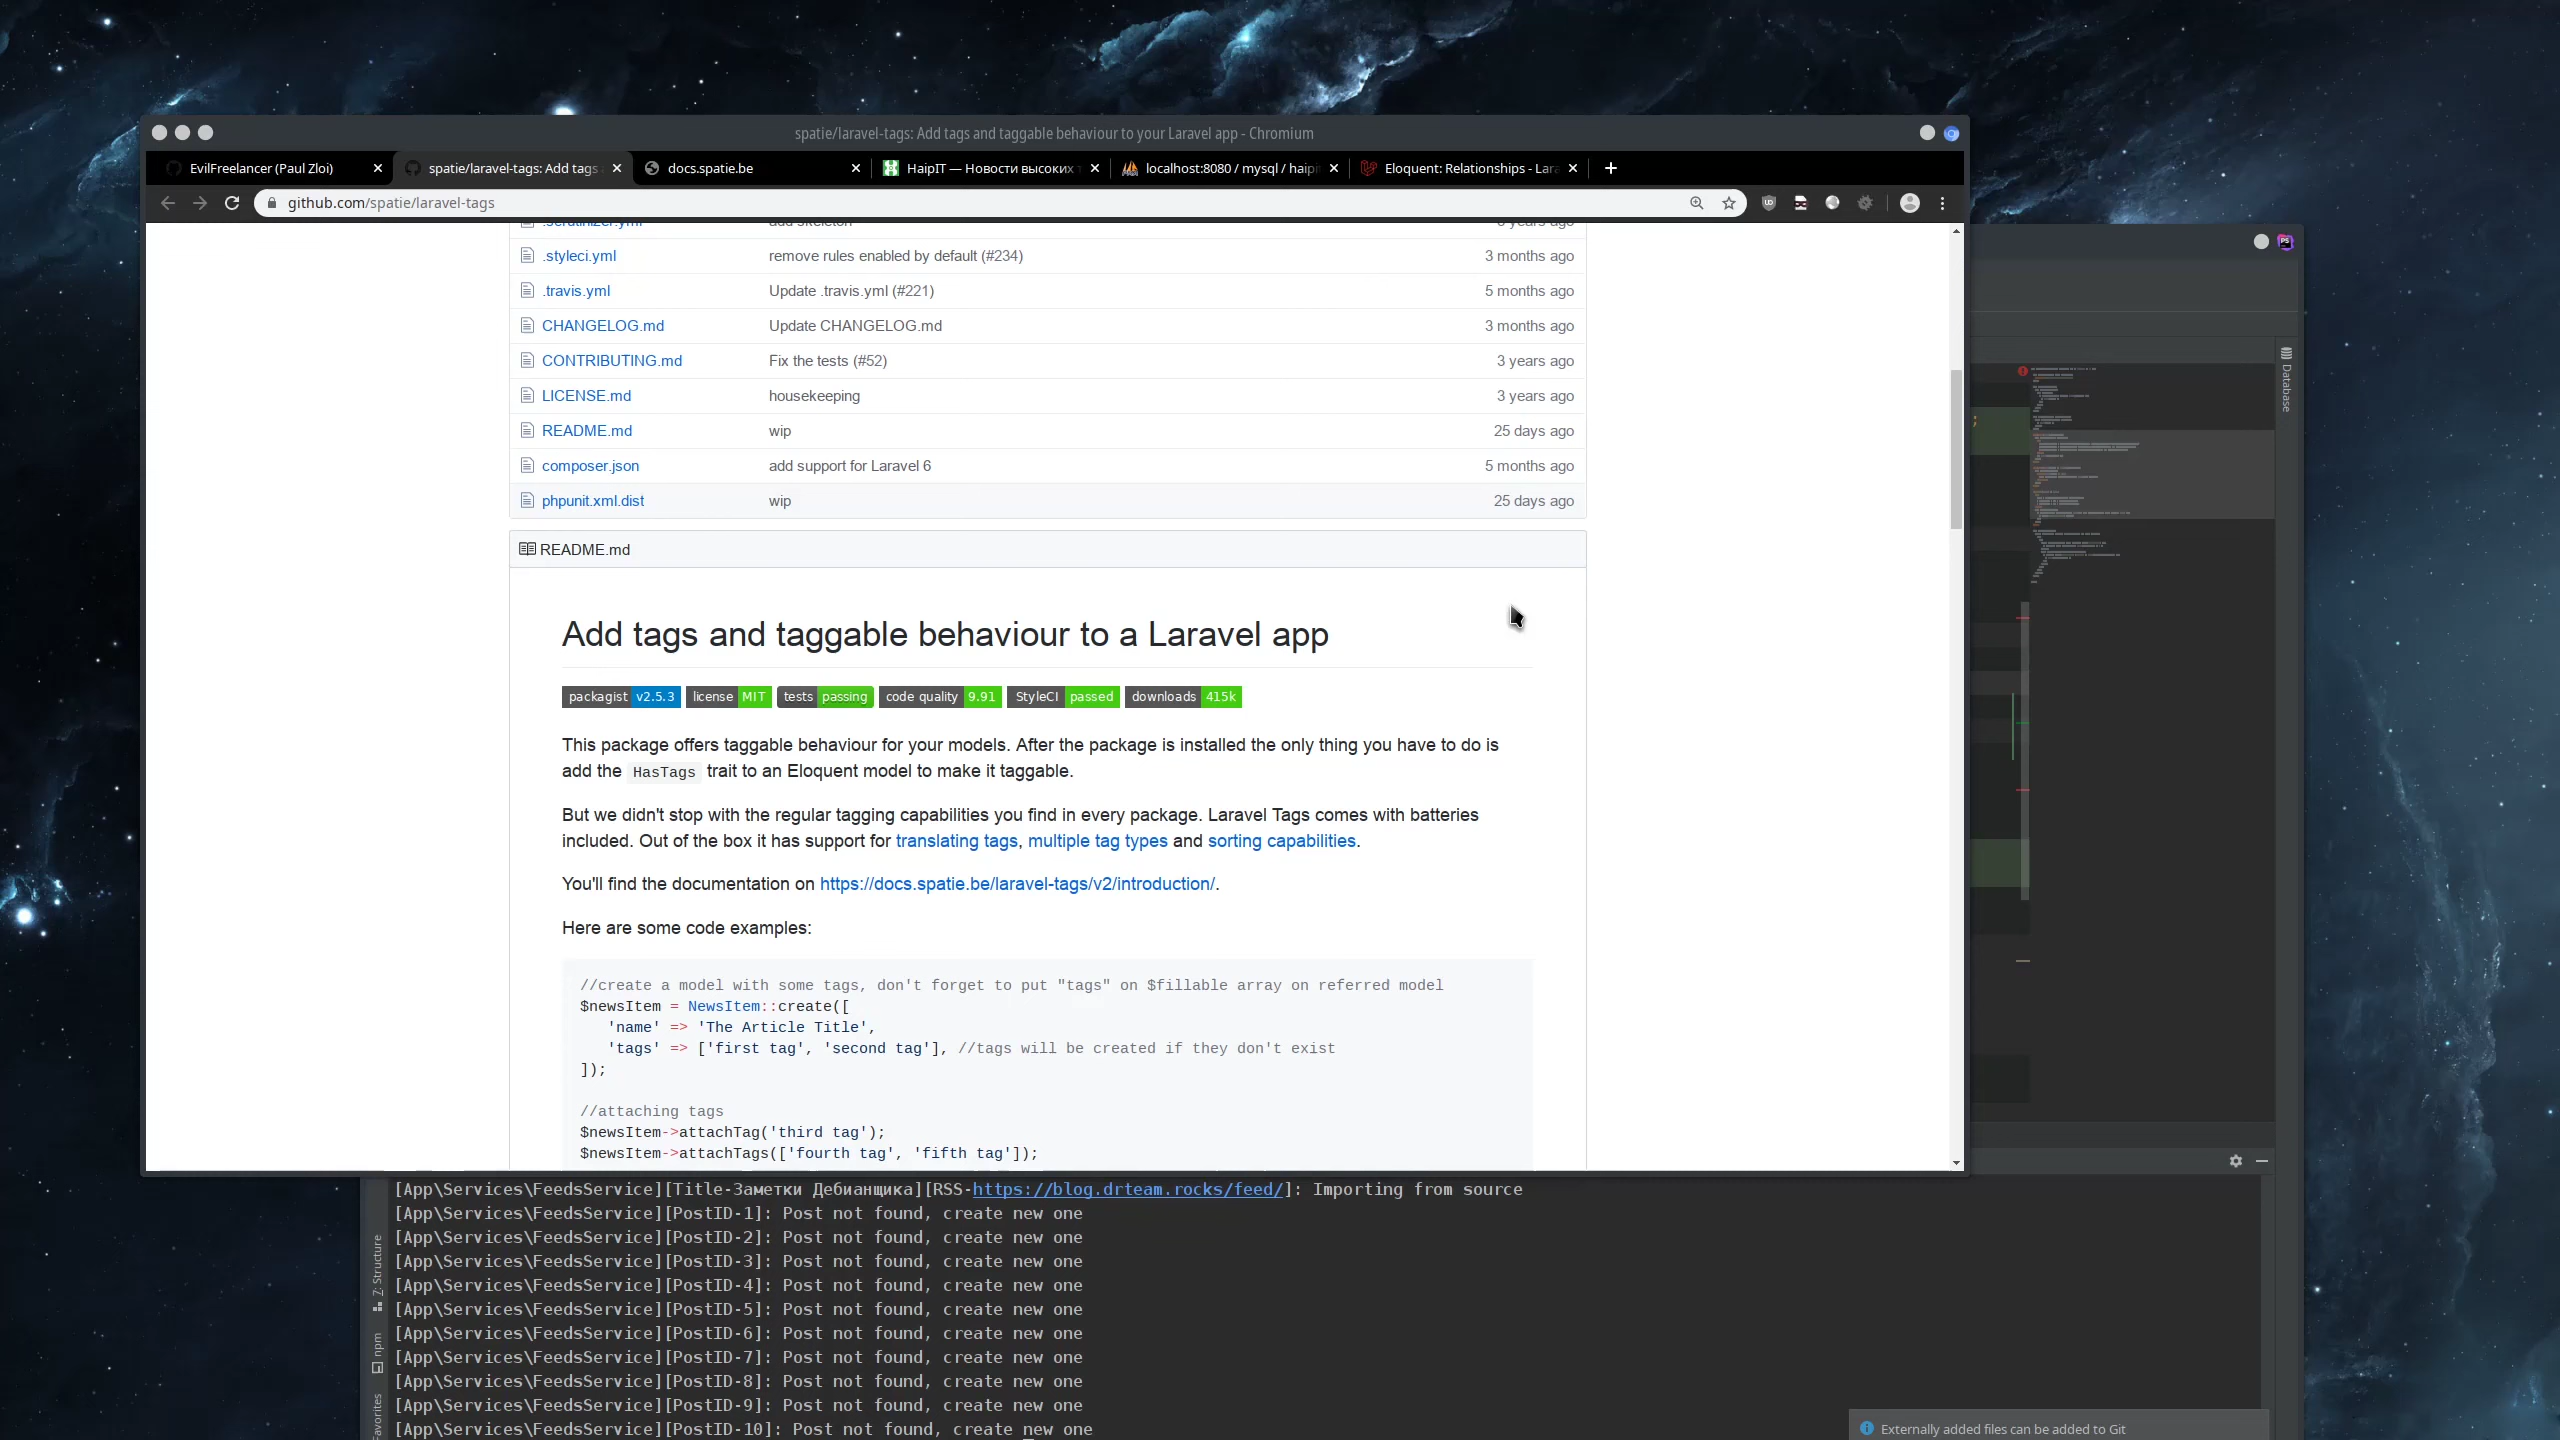 spatie/laravel-tags: Add tags and taggable behaviour to your Laravel app - Chromium
EvilFreelancer (Paul Zloi)
spatie/laravel-tags: Add tags
docs.spatie.be
HaipIT — Новости высоких
localhost:8080 / mysql / haipi
Eloquent: Relationships - Lara
github.com/spatie/laravel-tags
.scrutinizer.yml add skeleton 3 years ago
.styleci.yml remove rules enabled by default (#234) 3 months ago
.travis.yml Update .travis.yml (#221) 5 months ago
CHANGELOG.md Update CHANGELOG.md 3 months ago
CONTRIBUTING.md Fix the tests (#52) 3 years ago
LICENSE.md housekeeping 3 years ago
README.md wip 25 days ago
composer.json add support for Laravel 6 5 months ago
phpunit.xml.dist wip 25 days ago
README.md
Add tags and taggable behaviour to a Laravel app
packagist v2.5.3 license MIT tests passing code quality 9.91 StyleCI passed downloads 415k
This package offers taggable behaviour for your models. After the package is installed the only thing you have to do is
add the HasTags trait to an Eloquent model to make it taggable.
But we didn't stop with the regular tagging capabilities you find in every package. Laravel Tags comes with batteries
included. Out of the box it has support for translating tags, multiple tag types and sorting capabilities.
You'll find the documentation on https://docs.spatie.be/laravel-tags/v2/introduction/.
Here are some code examples:
//create a model with some tags, don't forget to put "tags" on $fillable array on referred model
$newsItem = NewsItem::create([
'name' => 'The Article Title',
'tags' => ['first tag', 'second tag'], //tags will be created if they don't exist
]);
//attaching tags
$newsItem->attachTag('third tag');
$newsItem->attachTags(['fourth tag', 'fifth tag']);
Database
[App\Services\FeedsService][Title-Заметки Дебианщика][RSS-https://blog.drteam.rocks/feed/]: Importing from source
[App\Services\FeedsService][PostID-1]: Post not found, create new one
[App\Services\FeedsService][PostID-2]: Post not found, create new one
[App\Services\FeedsService][PostID-3]: Post not found, create new one
[App\Services\FeedsService][PostID-4]: Post not found, create new one
[App\Services\FeedsService][PostID-5]: Post not found, create new one
[App\Services\FeedsService][PostID-6]: Post not found, create new one
[App\Services\FeedsService][PostID-7]: Post not found, create new one
[App\Services\FeedsService][PostID-8]: Post not found, create new one
[App\Services\FeedsService][PostID-9]: Post not found, create new one
[App\Services\FeedsService][PostID-10]: Post not found, create new one
7: Structure
npm
Favorites
Externally added files can be added to Git